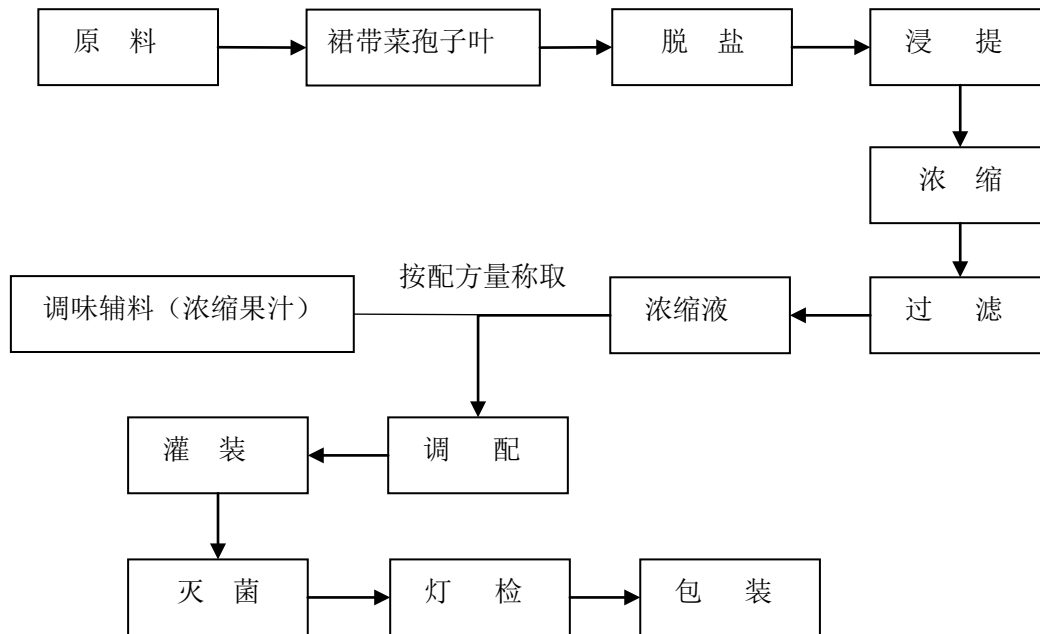 原 料
裙带菜孢子叶
脱 盐
浸 提
浓 缩
按配方量称取
调味辅料（浓缩果汁）
浓缩液
过 滤
灌 装
调 配
灭 菌
灯 检
包 装